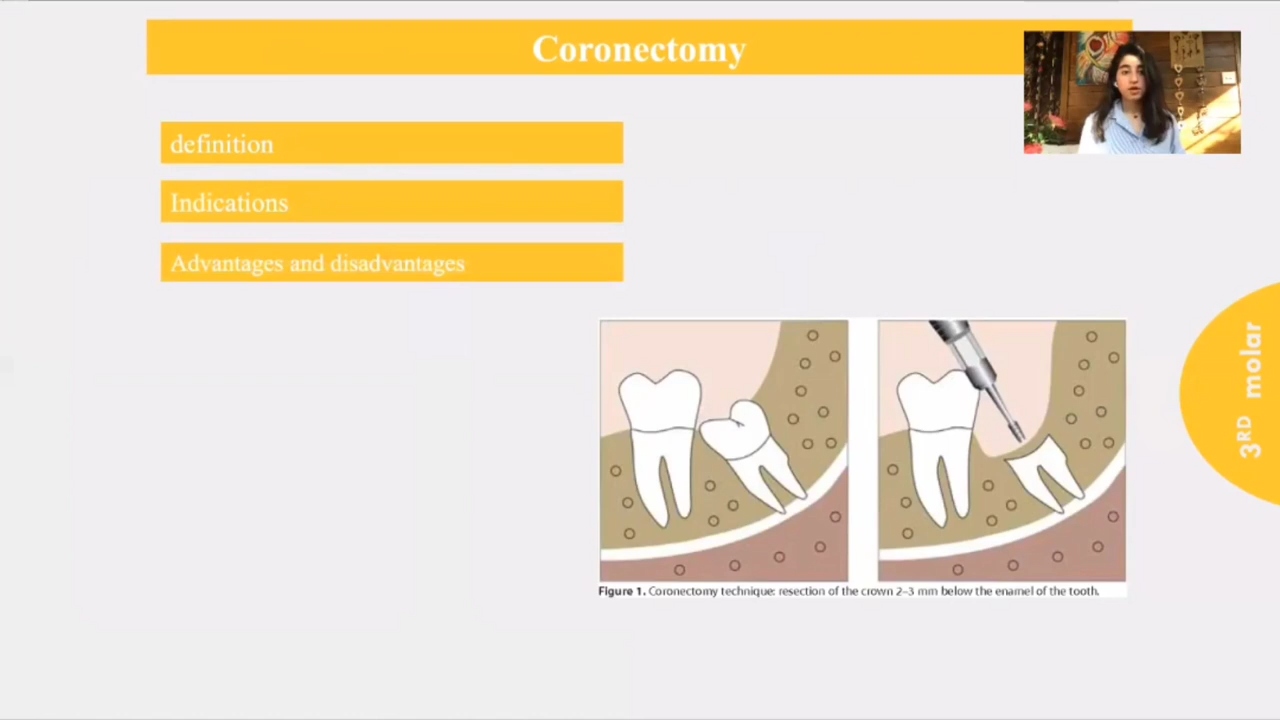 Coronectomy
definition
Indications
Advantages and disadvantages
3RD molar
Figure 1. Coronectomy technique: resection of the crown 2–3 mm below the enamel of the tooth.